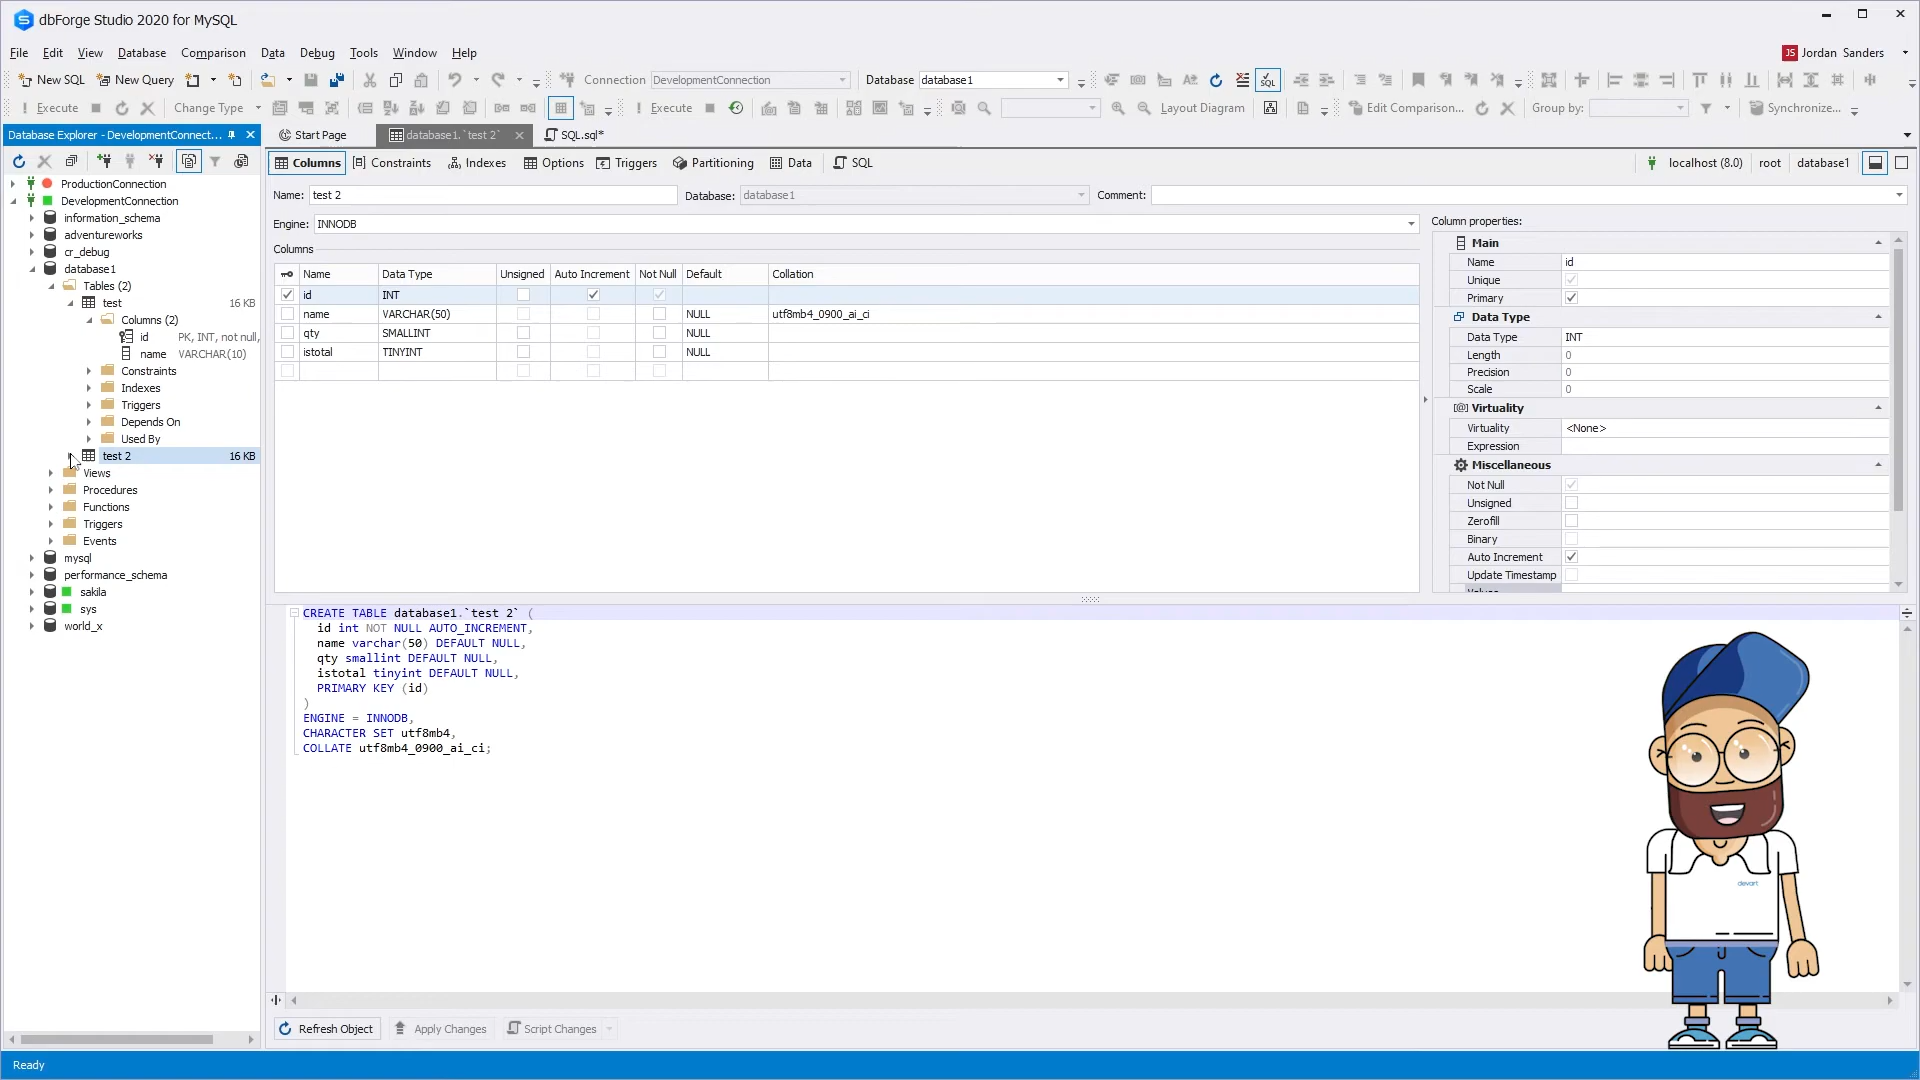 dbForge Studio 2020 for MySQL
File Edit View Database Comparison Data Debug Tools Window Help
JS Jordan Sanders
New SQL New Query Connection DevelopmentConnection Database database1 SQL
Execute Change Type Execute Layout Diagram Edit Comparison... Group by: Synchronize...
Database Explorer - DevelopmentConnect...
Start Page database1.`test 2` SQL.sql*
Columns Constraints Indexes Options Triggers Partitioning Data SQL localhost (8.0) root database1
ProductionConnection
DevelopmentConnection
information_schema
adventureworks
cr_debug
database1
Tables (2)
test 16 KB
Columns (2)
id PK, INT, not null,
name VARCHAR(10)
Constraints
Indexes
Triggers
Depends On
Used By
test 2 16 KB
Views
Procedures
Functions
Triggers
Events
mysql
performance_schema
sakila
sys
world_x
Name: test 2 Database: database1 Comment:
Engine: INNODB
Columns
Name Data Type Unsigned Auto Increment Not Null Default Collation
id INT
name VARCHAR(50) NULL utf8mb4_0900_ai_ci
qty SMALLINT NULL
istotal TINYINT NULL
Column properties:
Main
Name id
Unique
Primary
Data Type
Data Type INT
Length 0
Precision 0
Scale 0
Virtuality
Virtuality <None>
Expression
Miscellaneous
Not Null
Unsigned
Zerofill
Binary
Auto Increment
Update Timestamp
CREATE TABLE database1.`test 2` (
id int NOT NULL AUTO_INCREMENT,
name varchar(50) DEFAULT NULL,
qty smallint DEFAULT NULL,
istotal tinyint DEFAULT NULL,
PRIMARY KEY (id)
)
ENGINE = INNODB,
CHARACTER SET utf8mb4,
COLLATE utf8mb4_0900_ai_ci;
devart
Refresh Object Apply Changes Script Changes
Ready